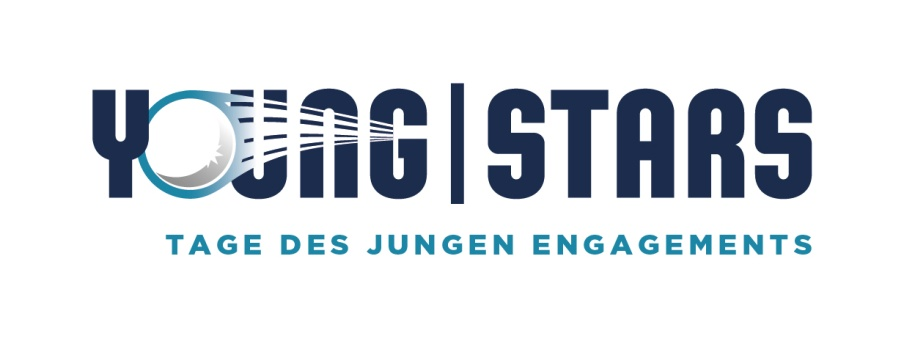 YOUNG|STARS
TAGE DES JUNGEN ENGAGEMENTS